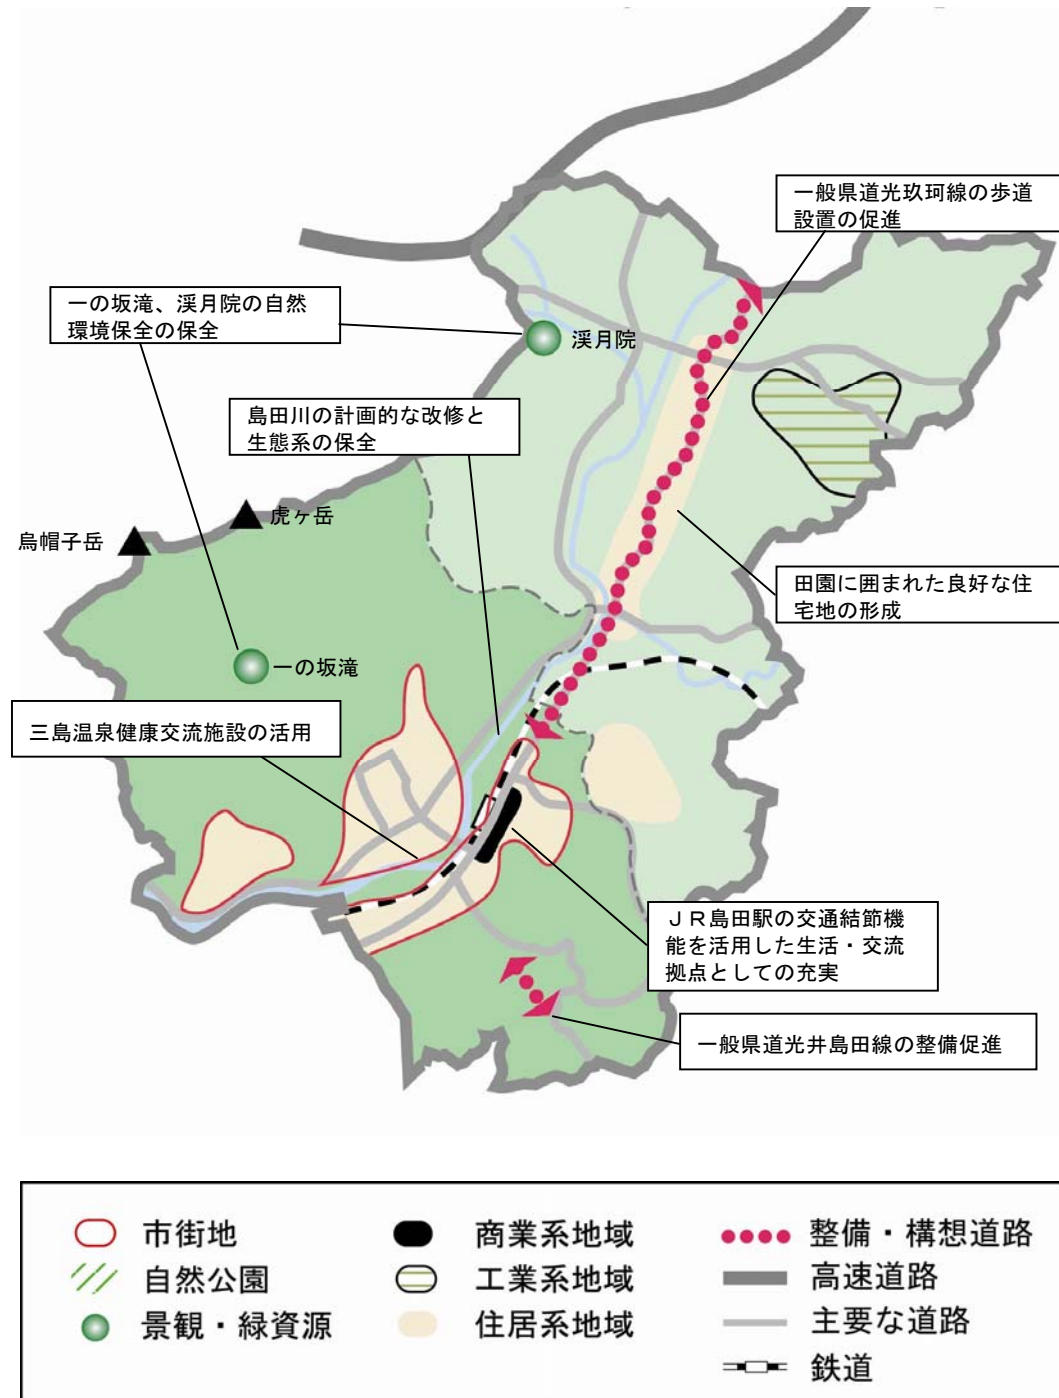 一般県道光玖珂線の歩道
設置の促進
一の坂滝、渓月院の自然
環境保全の保全
渓月院
島田川の計画的な改修と
生態系の保全
虎ヶ岳
烏帽子岳
田園に囲まれた良好な住
宅地の形成
一の坂滝
三島温泉健康交流施設の活用
ＪＲ島田駅の交通結節機
能を活用した生活・交流
拠点としての充実
一般県道光井島田線の整備促進
市街地
自然公園
景観・緑資源
商業系地域
工業系地域
住居系地域
整備・構想道路
高速道路
主要な道路
鉄道